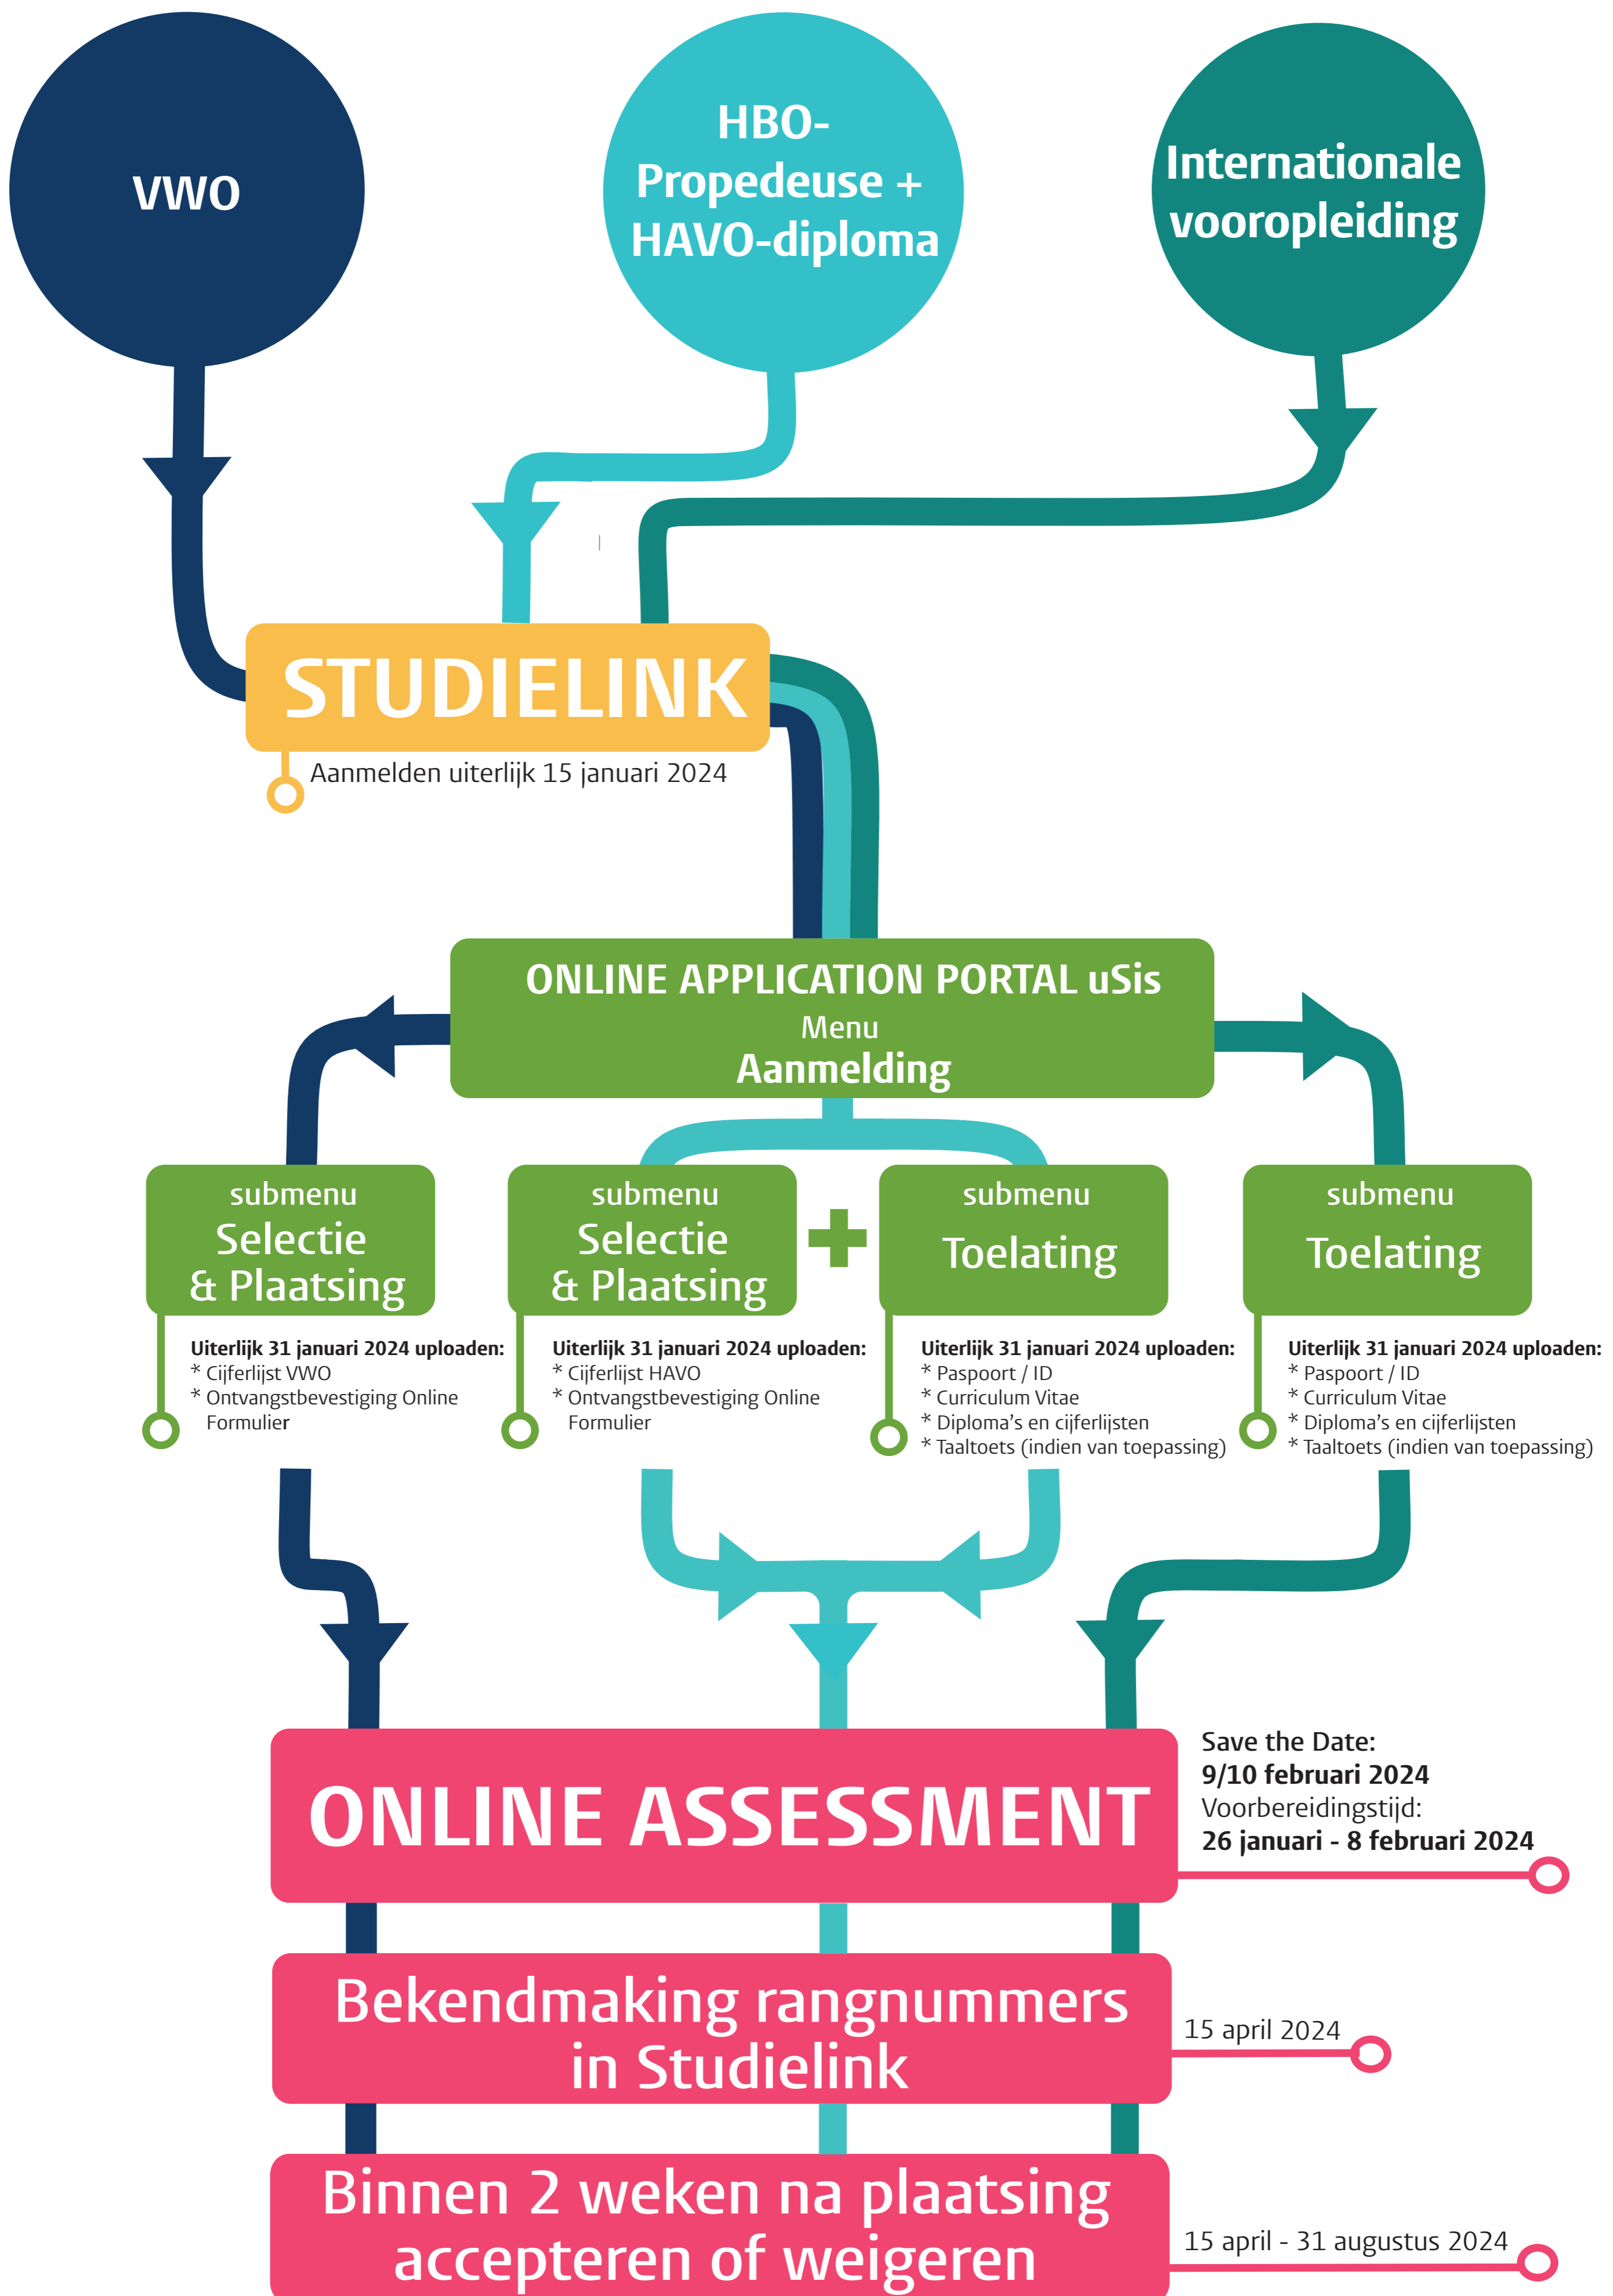 VWO
HBO-
Propedeuse +
HAVO-diploma
Internationale
vooropleiding
STUDIELINK
Aanmelden uiterlijk 15 januari 2024
ONLINE APPLICATION PORTAL uSis
Menu
Aanmelding
submenu
Selectie
& Plaatsing
Uiterlijk 31 januari 2024 uploaden:
* Cijferlijst VWO
* Ontvangstbevestiging Online
Formulier
submenu
Selectie
& Plaatsing
Uiterlijk 31 januari 2024 uploaden:
* Cijferlijst HAVO
* Ontvangstbevestiging Online
Formulier
+
submenu
Toelating
Uiterlijk 31 januari 2024 uploaden:
* Paspoort / ID
* Curriculum Vitae
* Diploma's en cijferlijsten
* Taaltoets (indien van toepassing)
submenu
Toelating
Uiterlijk 31 januari 2024 uploaden:
* Paspoort / ID
* Curriculum Vitae
* Diploma's en cijferlijsten
* Taaltoets (indien van toepassing)
ONLINE ASSESSMENT
Save the Date:
9/10 februari 2024
Voorbereidingstijd:
26 januari - 8 februari 2024
Bekendmaking rangnummers
in Studielink
15 april 2024
Binnen 2 weken na plaatsing
accepteren of weigeren
15 april - 31 augustus 2024